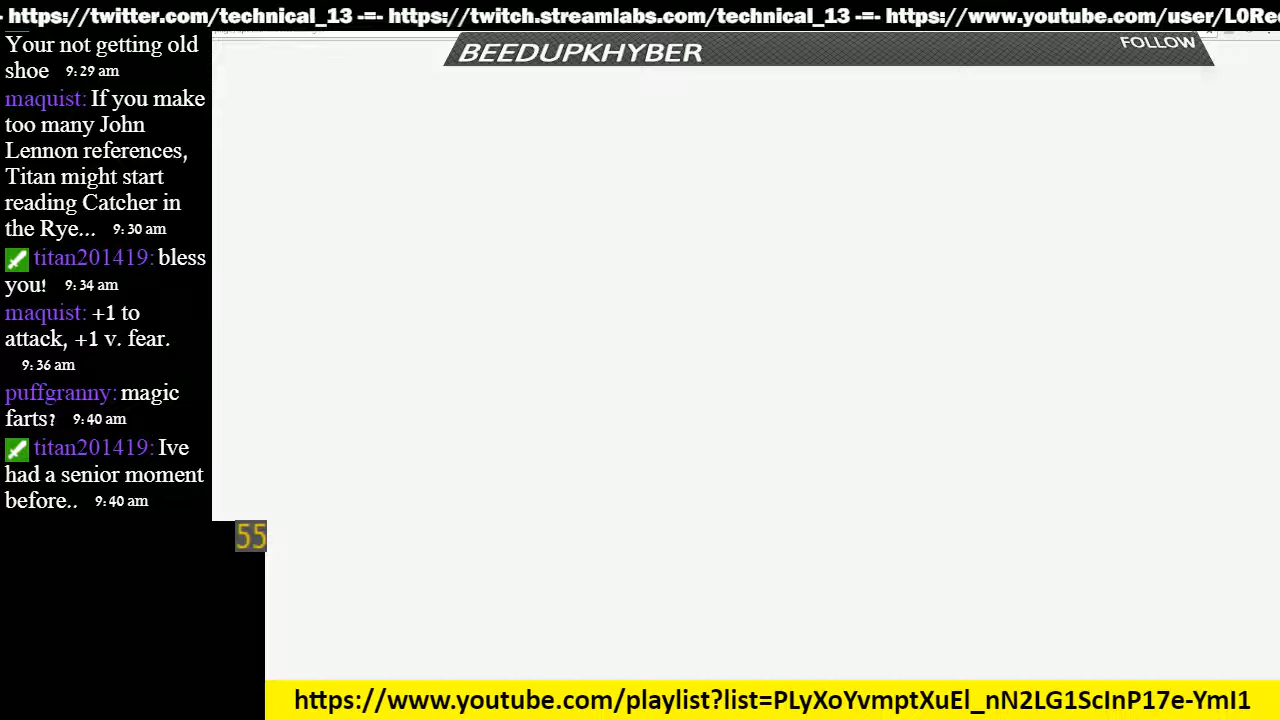 - https://twitter.com/technical_13 -=- https://twitch.streamlabs.com/technical_13 -=- https://www.youtube.com/user/L0Re
BEEDUPKHYBER
FOLLOW
Your not getting old
shoe 9:29 am
maquist: If you make
too many John
Lennon references,
Titan might start
reading Catcher in
the Rye... 9:30 am
titan201419: bless
you! 9:34 am
maquist: +1 to
attack, +1 v. fear.
9:36 am
puffgranny: magic
farts? 9:40 am
titan201419: Ive
had a senior moment
before.. 9:40 am
55
https://www.youtube.com/playlist?list=PLyXoYvmptXuEl_nN2LG1ScInP17e-YmI1